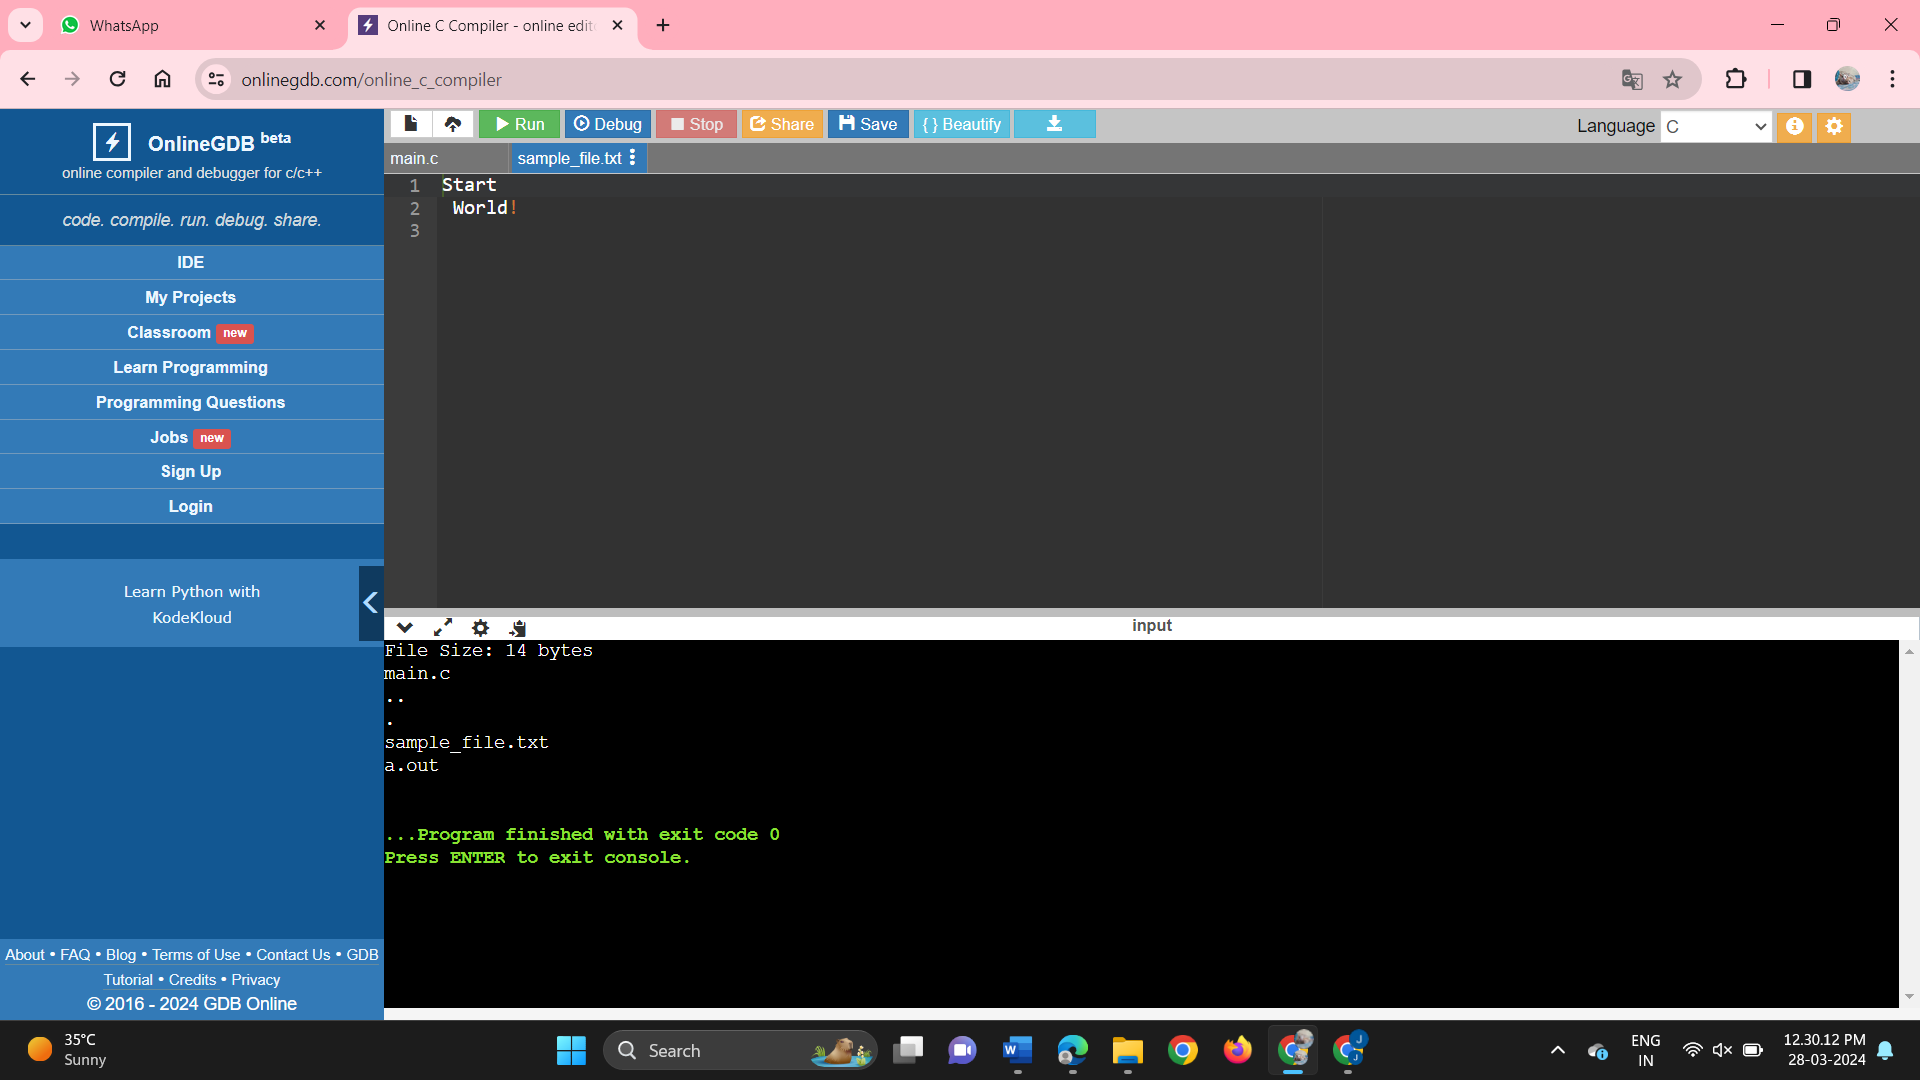 WhatsApp
Online C Compiler - online edit
onlinegdb.com/online_c_compiler
OnlineGDB beta
online compiler and debugger for c/c++
code. compile. run. debug. share.
IDE
My Projects
Classroom new
Learn Programming
Programming Questions
Jobs new
Sign Up
Login
Learn Python with
KodeKloud
About • FAQ • Blog • Terms of Use • Contact Us • GDB
Tutorial • Credits • Privacy
© 2016 - 2024 GDB Online
Run Debug Stop Share Save { } Beautify
Language C
main.c sample_file.txt
1 Start
2 World!
3
input
File Size: 14 bytes
main.c
..
.
sample_file.txt
a.out
...Program finished with exit code 0
Press ENTER to exit console.
35°C
Sunny
Search
ENG
IN
12.30.12 PM
28-03-2024